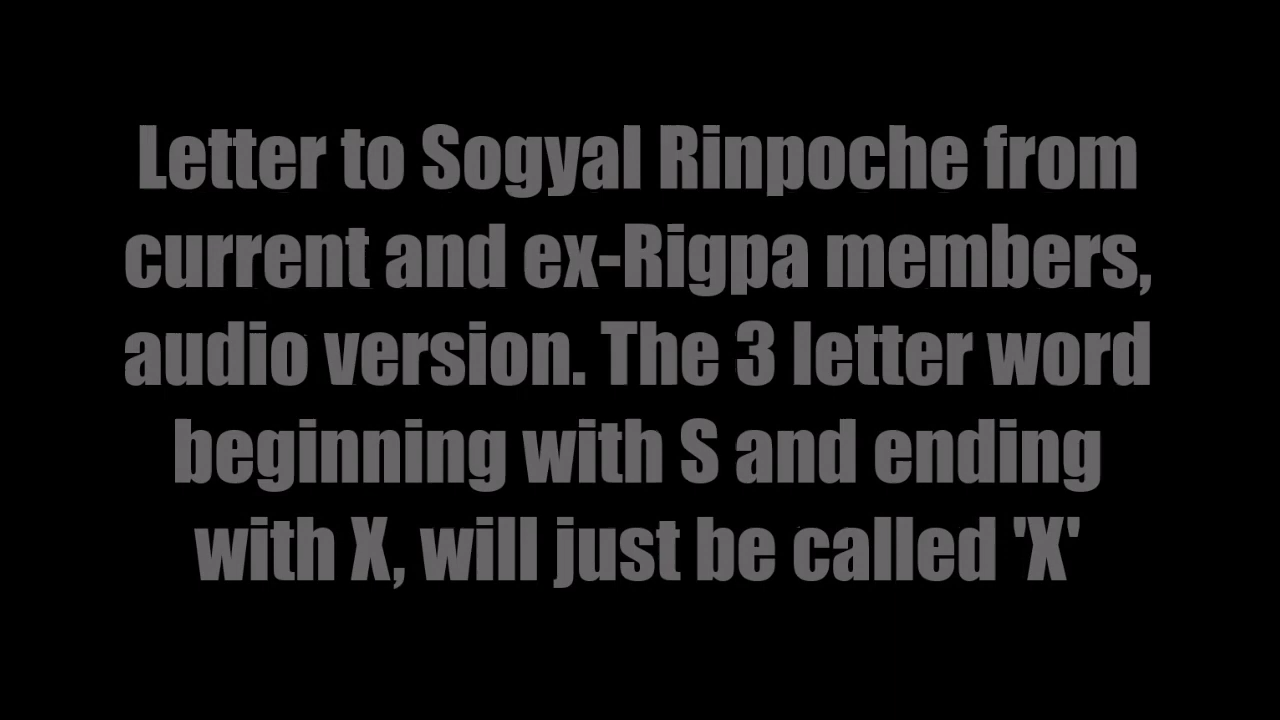 Letter to Sogyal Rinpoche from
current and ex-Rigpa members,
audio version. The 3 letter word
beginning with S and ending
with X, will just be called 'X'